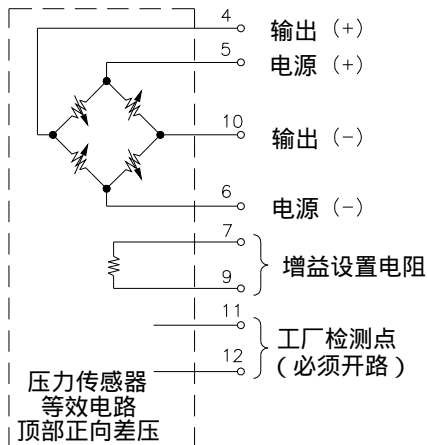 4 输出 (+)
5 电源 (+)
10 输出 (-)
6 电源 (-)
7
增益设置电阻
9
11
工厂检测点
12 (必须开路)
压力传感器
等效电路
顶部正向差压